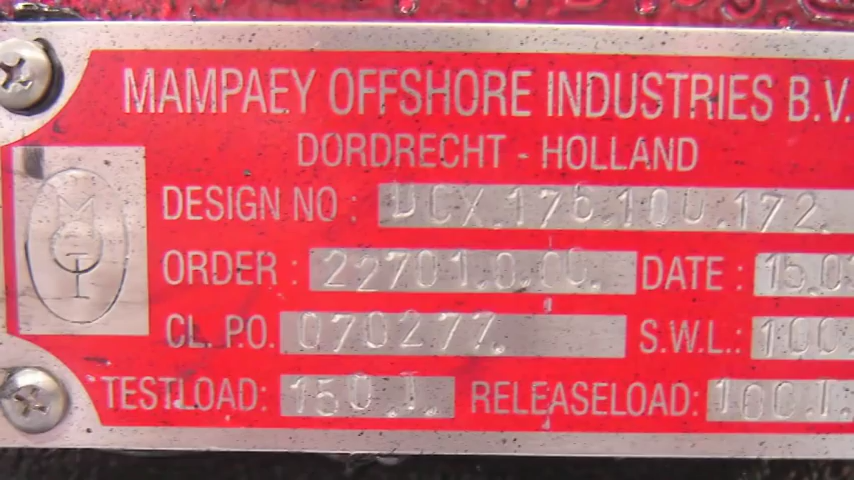 MAMPAEY OFFSHORE INDUSTRIES B.V.
DORDRECHT - HOLLAND
DESIGN NO : DCX.176.100.172.
ORDER : 22701.0.00. DATE : 15.0
CL. P.O. 070277. S.W.L.: 100
TESTLOAD: 150.T. RELEASELOAD: 100.T.